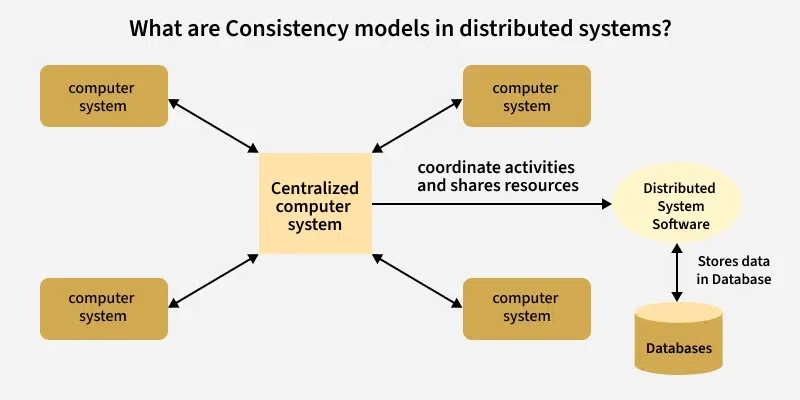 What are Consistency models in distributed systems?
computer
system
computer
system
Centralized
computer
system
coordinate activities
and shares resources
Distributed
System
Software
computer
system
computer
system
Stores data
in Database
Databases